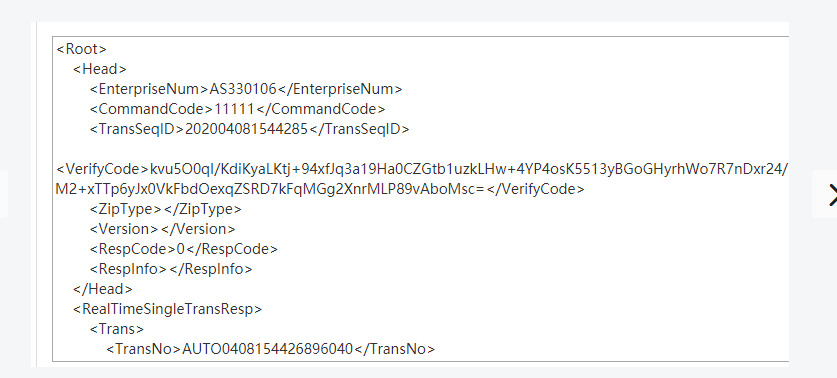 <Root>
<Head>
<EnterpriseNum>AS330106</EnterpriseNum>
<CommandCode>11111</CommandCode>
<TransSeqID>202004081544285</TransSeqID>
<VerifyCode>kvu5O0qI/KdiKyaLKtj+94xfJq3a19Ha0CZGtb1uzkLHw+4YP4osK5513yBGoGHyrhWo7R7nDxr24/
M2+xTTp6yJx0VkFbdOexqZSRD7kFqMGg2XnrMLP89vAboMsc=</VerifyCode>
<ZipType></ZipType>
<Version></Version>
<RespCode>0</RespCode>
<RespInfo></RespInfo>
</Head>
<RealTimeSingleTransResp>
<Trans>
<TransNo>AUTO0408154426896040</TransNo>